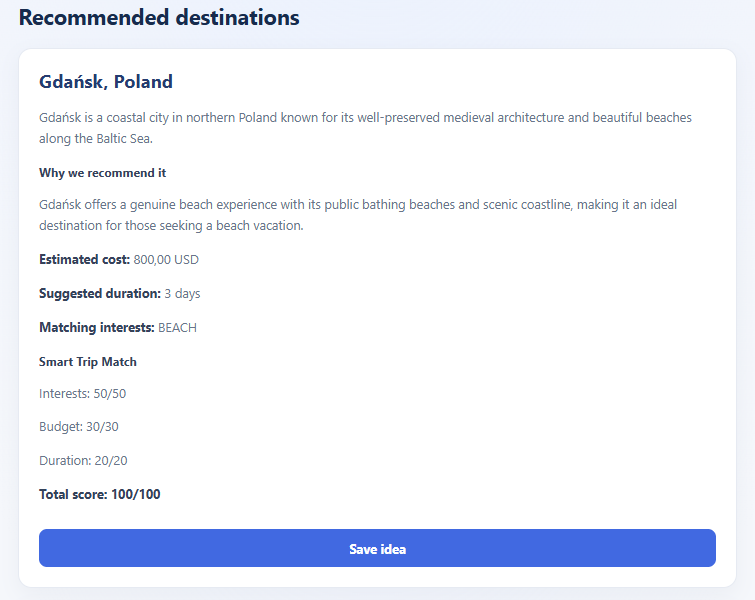 Recommended destinations
Gdańsk, Poland
Gdańsk is a coastal city in northern Poland known for its well-preserved medieval architecture and beautiful beaches
along the Baltic Sea.
Why we recommend it
Gdańsk offers a genuine beach experience with its public bathing beaches and scenic coastline, making it an ideal
destination for those seeking a beach vacation.
Estimated cost: 800,00 USD
Suggested duration: 3 days
Matching interests: BEACH
Smart Trip Match
Interests: 50/50
Budget: 30/30
Duration: 20/20
Total score: 100/100
Save idea